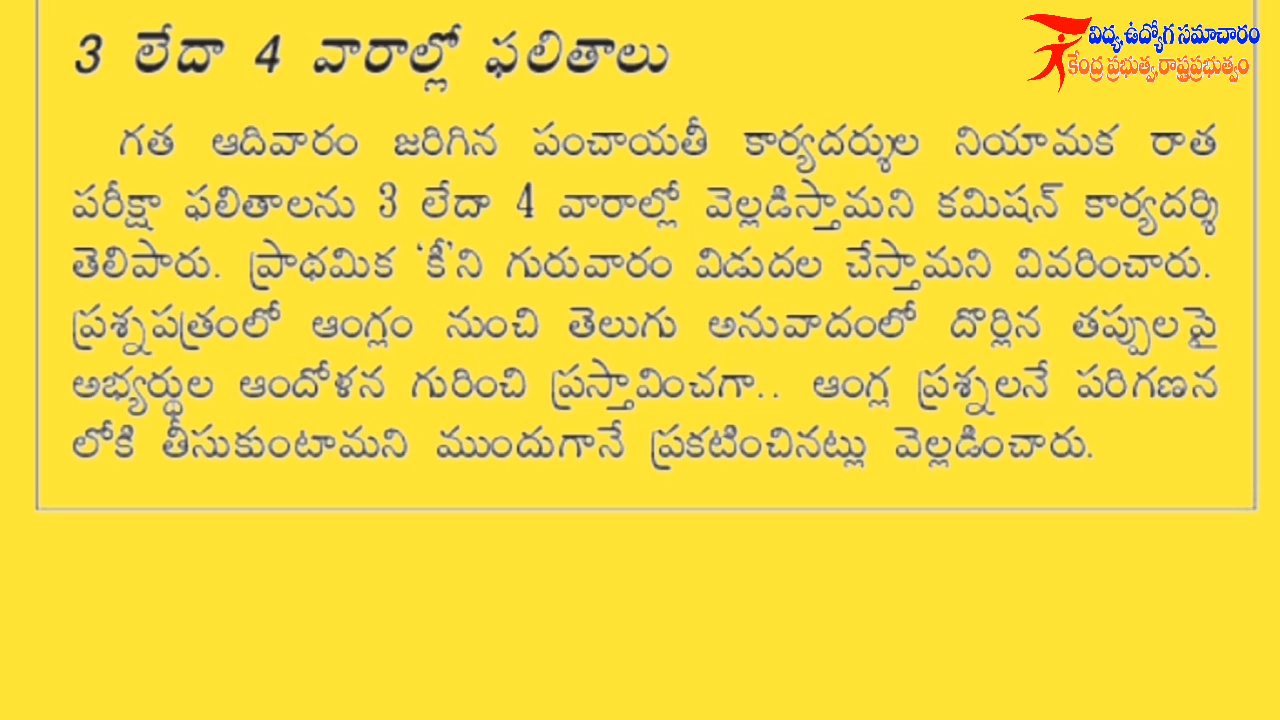 విద్య,ఉద్యోగ సమాచారం
కేంద్ర ప్రభుత్వ,రాష్ట్రప్రభుత్వం
3 లేదా 4 వారాల్లో ఫలితాలు
గత ఆదివారం జరిగిన పంచాయతీ కార్యదర్శుల నియామక రాత
పరీక్షా ఫలితాలను 3 లేదా 4 వారాల్లో వెల్లడిస్తామని కమిషన్ కార్యదర్శి
తెలిపారు. ప్రాథమిక ‘కీ’ని గురువారం విడుదల చేస్తామని వివరించారు.
ప్రశ్నపత్రంలో ఆంగ్లం నుంచి తెలుగు అనువాదంలో దొర్లిన తప్పులపై
అభ్యర్థుల ఆందోళన గురించి ప్రస్తావించగా.. ఆంగ్ల ప్రశ్నలనే పరిగణన
లోకి తీసుకుంటామని ముందుగానే ప్రకటించినట్లు వెల్లడించారు.